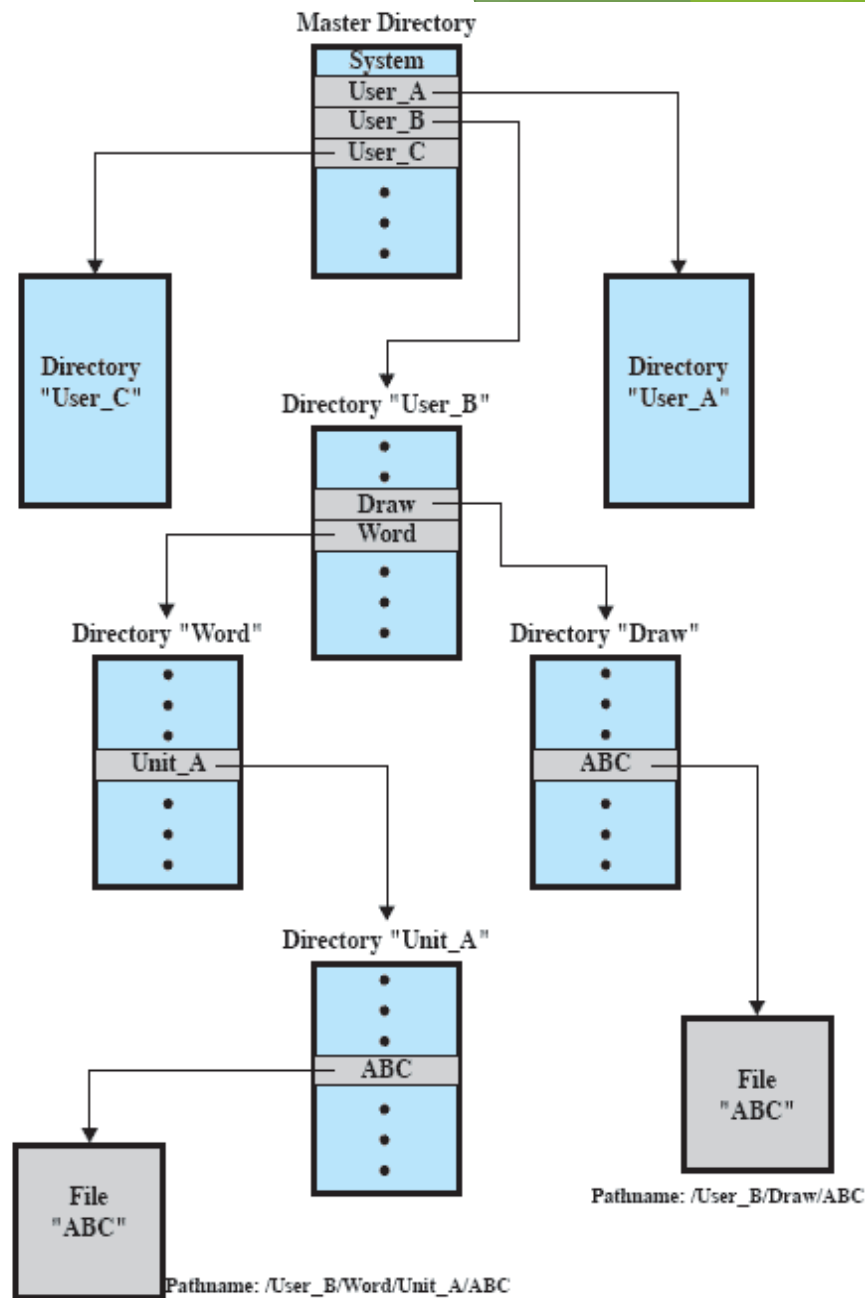 Master Directory
System
User_A
User_B
User_C
Directory
"User_C"
Directory
"User_A"
Directory "User_B"
Draw
Word
Directory "Word"
Directory "Draw"
Unit_A
ABC
Directory "Unit_A"
ABC
File
"ABC"
Pathname: /User_B/Draw/ABC
File
"ABC"
Pathname: /User_B/Word/Unit_A/ABC